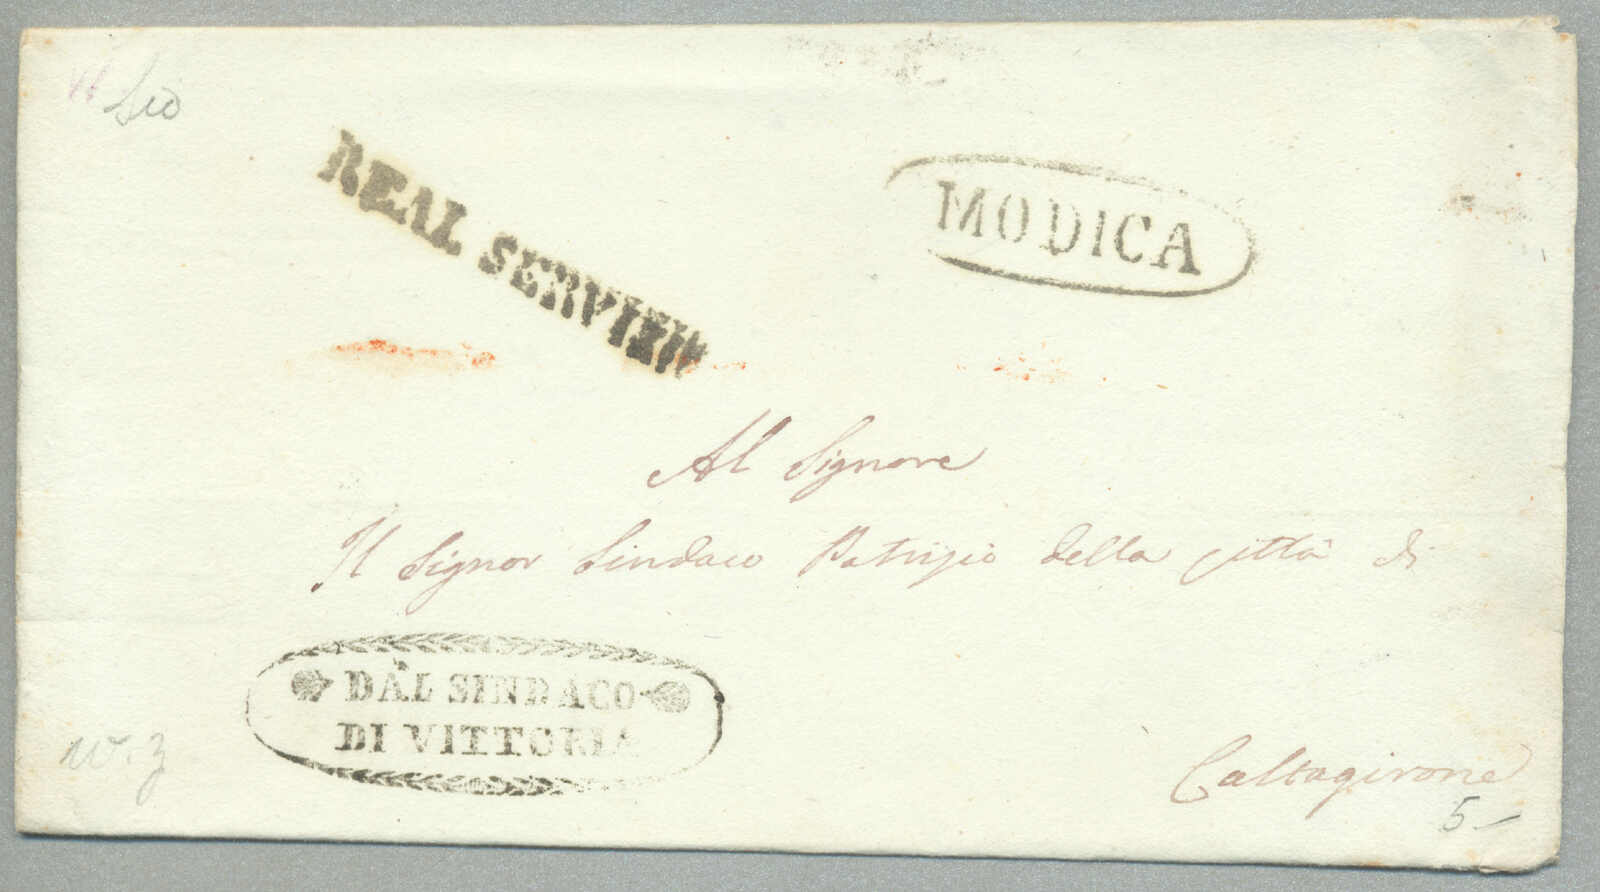 REAL SERVIZIO
MODICA
Al Signore
Il Signor Sindaco Patrizio della Città di
DAL SINDACO
DI VITTORIA
Caltagirone
5-